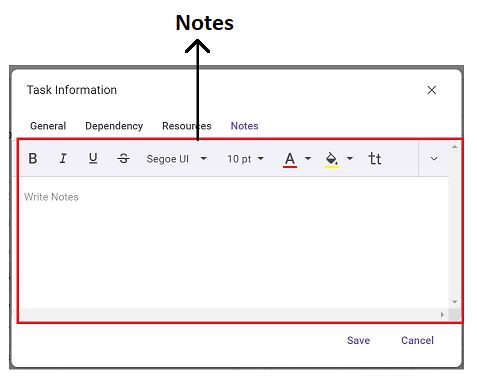 Notes
Task Information
General Dependency Resources Notes
B I U S Segoe UI 10 pt A tt
Write Notes
Save Cancel